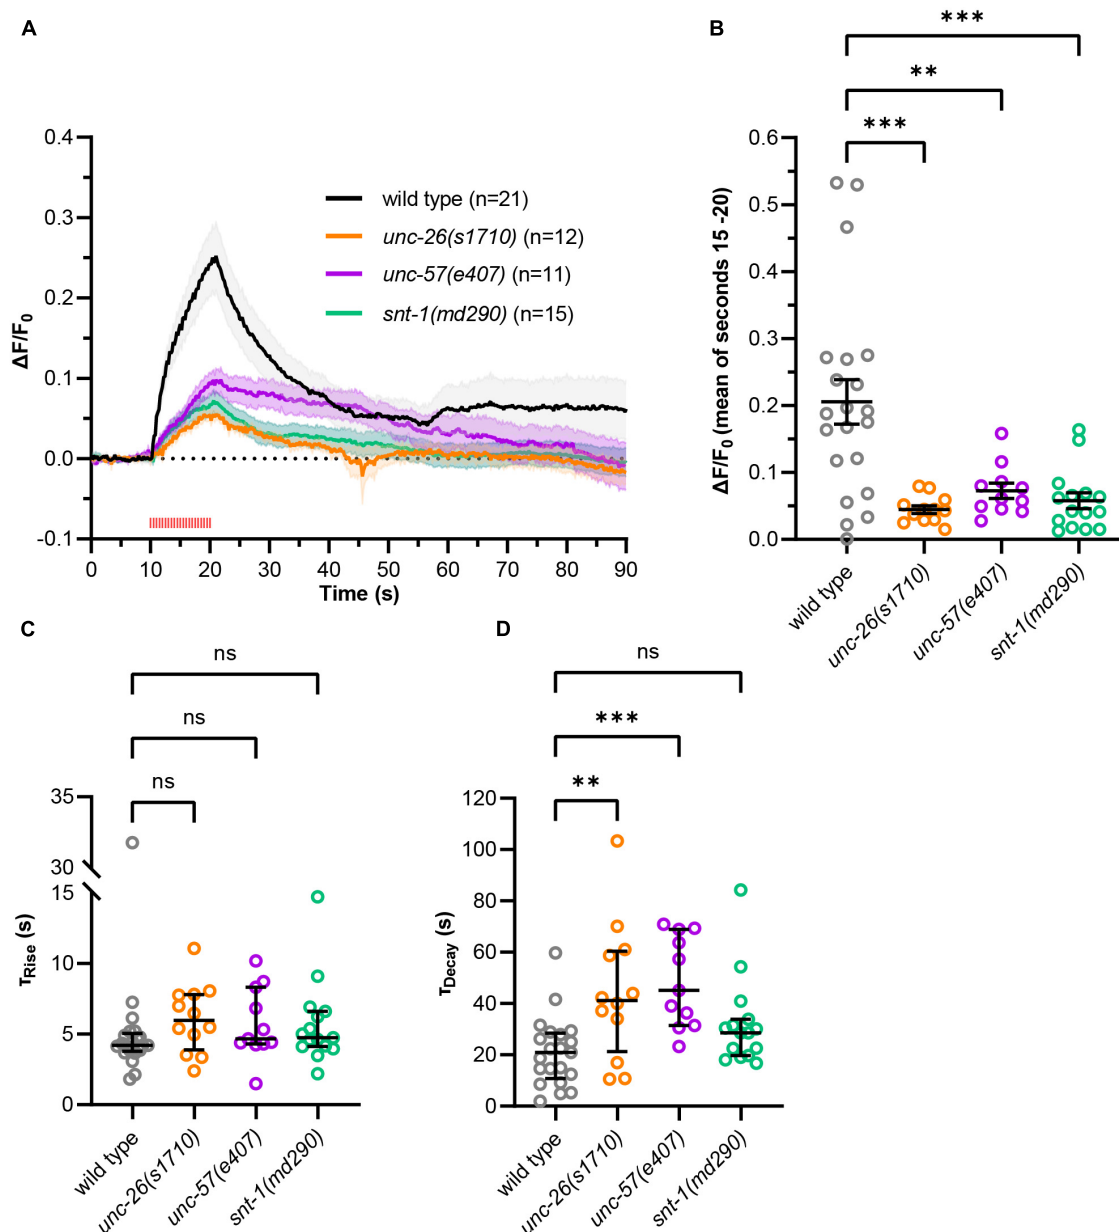 A
0.4
0.3
0.2
0.1
0.0
-0.1
ΔF/F0
0 10 20 30 40 50 60 70 80 90
Time (s)
wild type (n=21)
unc-26(s1710) (n=12)
unc-57(e407) (n=11)
snt-1(md290) (n=15)
B
***
**
***
0.6
0.5
0.4
0.3
0.2
0.1
0.0
ΔF/F0 (mean of seconds 15 -20)
wild type
unc-26(s1710)
unc-57(e407)
snt-1(md290)
C
ns
ns
ns
35
30
15
10
5
0
τRise (s)
wild type
unc-26(s1710)
unc-57(e407)
snt-1(md290)
D
ns
***
**
120
100
80
60
40
20
0
τDecay (s)
wild type
unc-26(s1710)
unc-57(e407)
snt-1(md290)